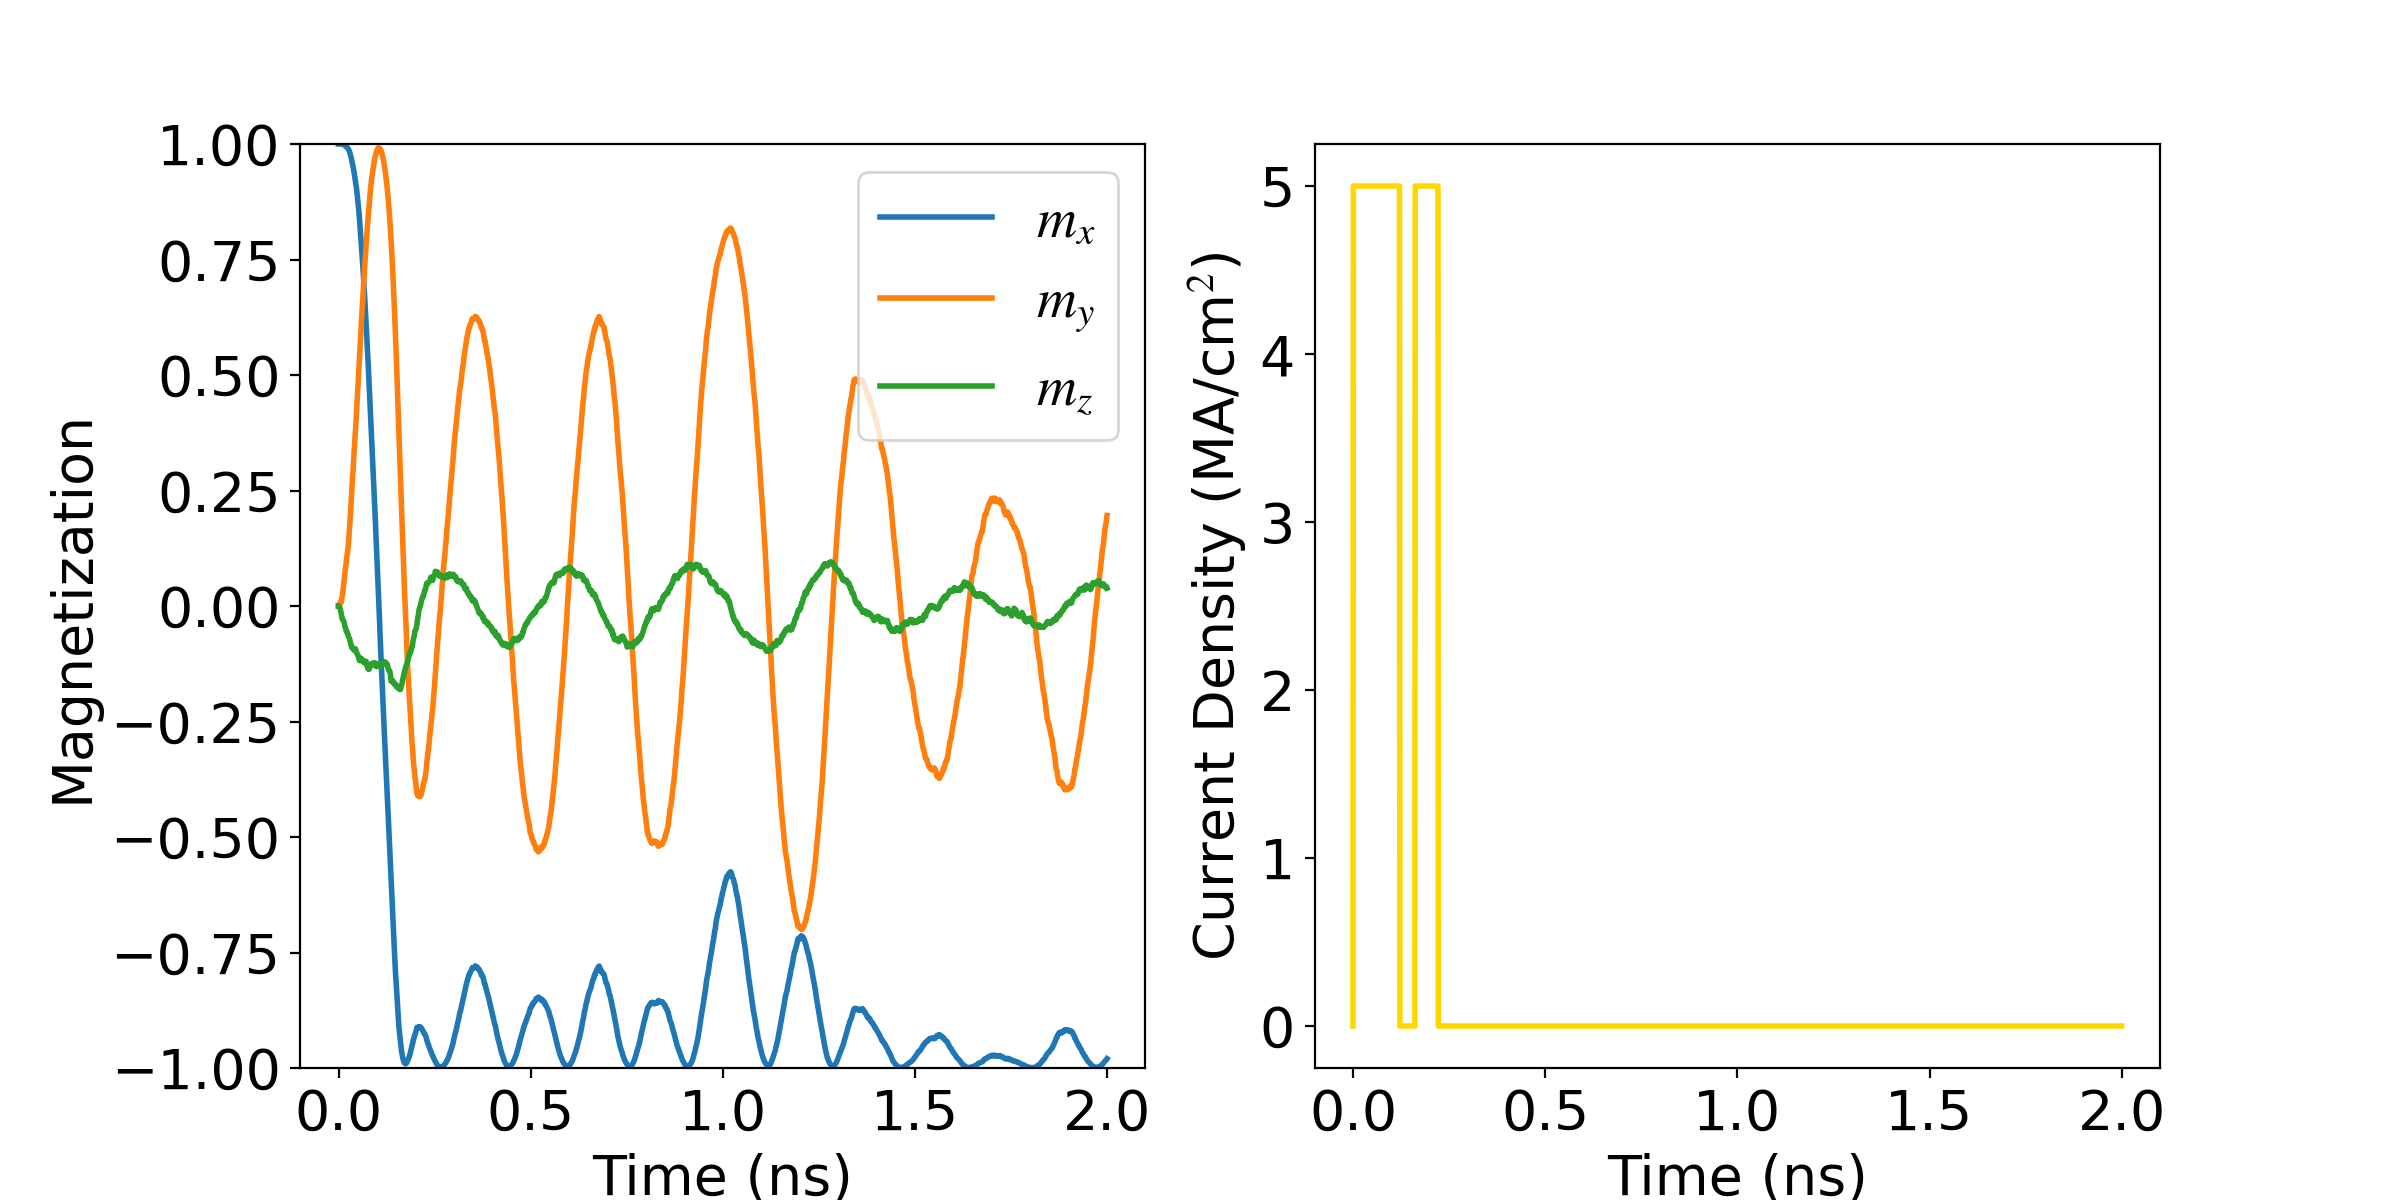 1.00
0.75
0.50
0.25
0.00
−0.25
−0.50
−0.75
−1.00
Magnetization
0.0 0.5 1.0 1.5 2.0
Time (ns)
m_x
m_y
m_z
5
4
3
2
1
0
Current Density (MA/cm²)
0.0 0.5 1.0 1.5 2.0
Time (ns)